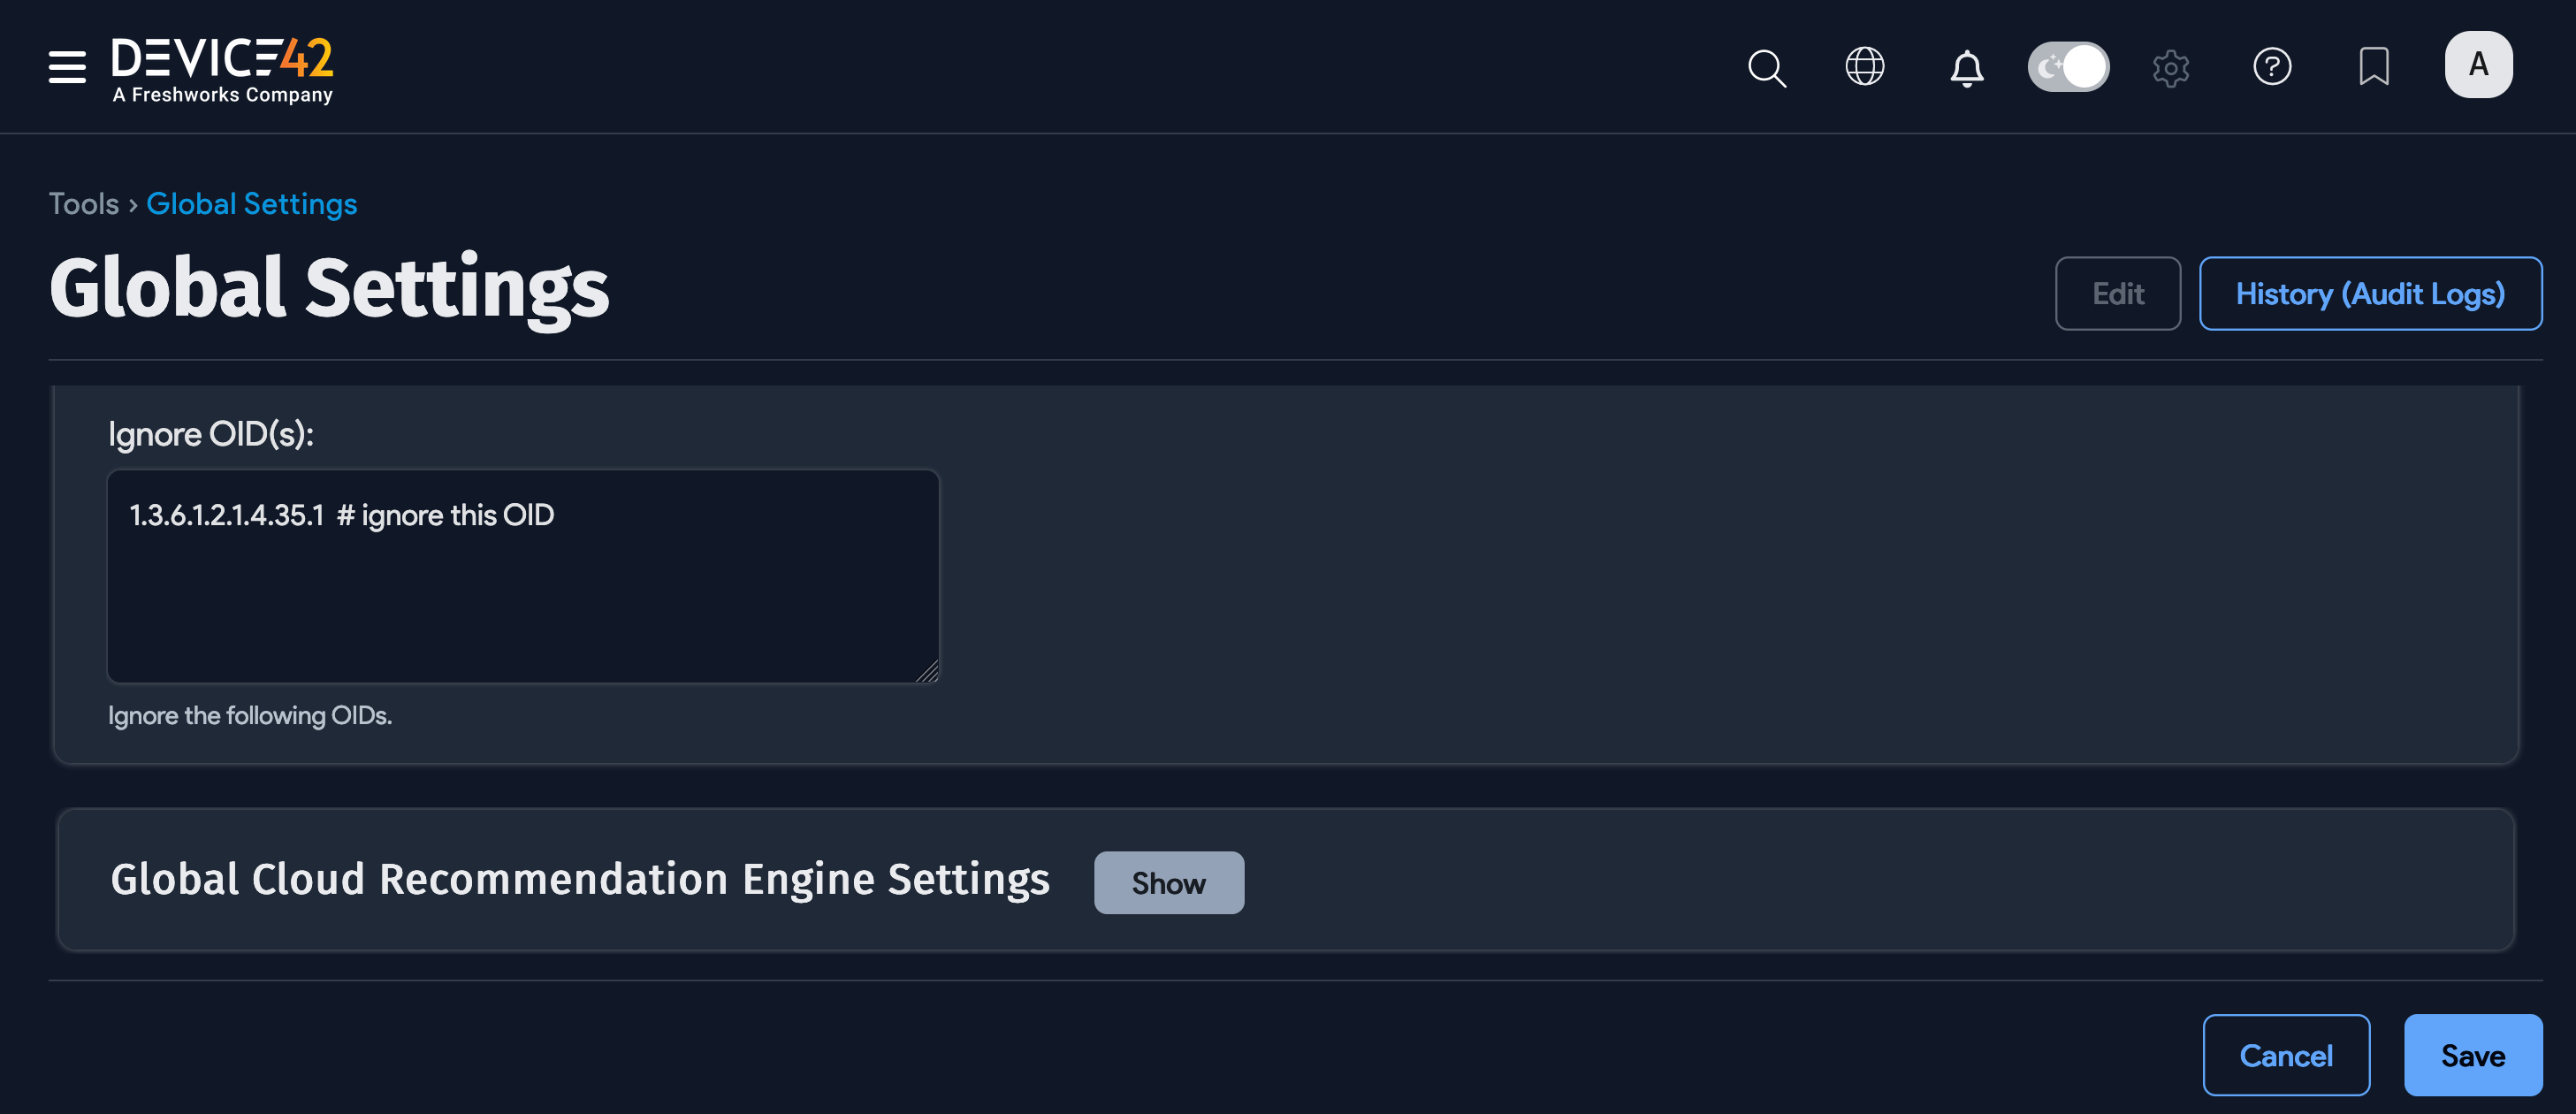 DEVICE42
A Freshworks Company
A
Tools › Global Settings
Global Settings
Edit
History (Audit Logs)
Ignore OID(s):
1.3.6.1.2.1.4.35.1  # ignore this OID
Ignore the following OIDs.
Global Cloud Recommendation Engine Settings
Show
Cancel
Save